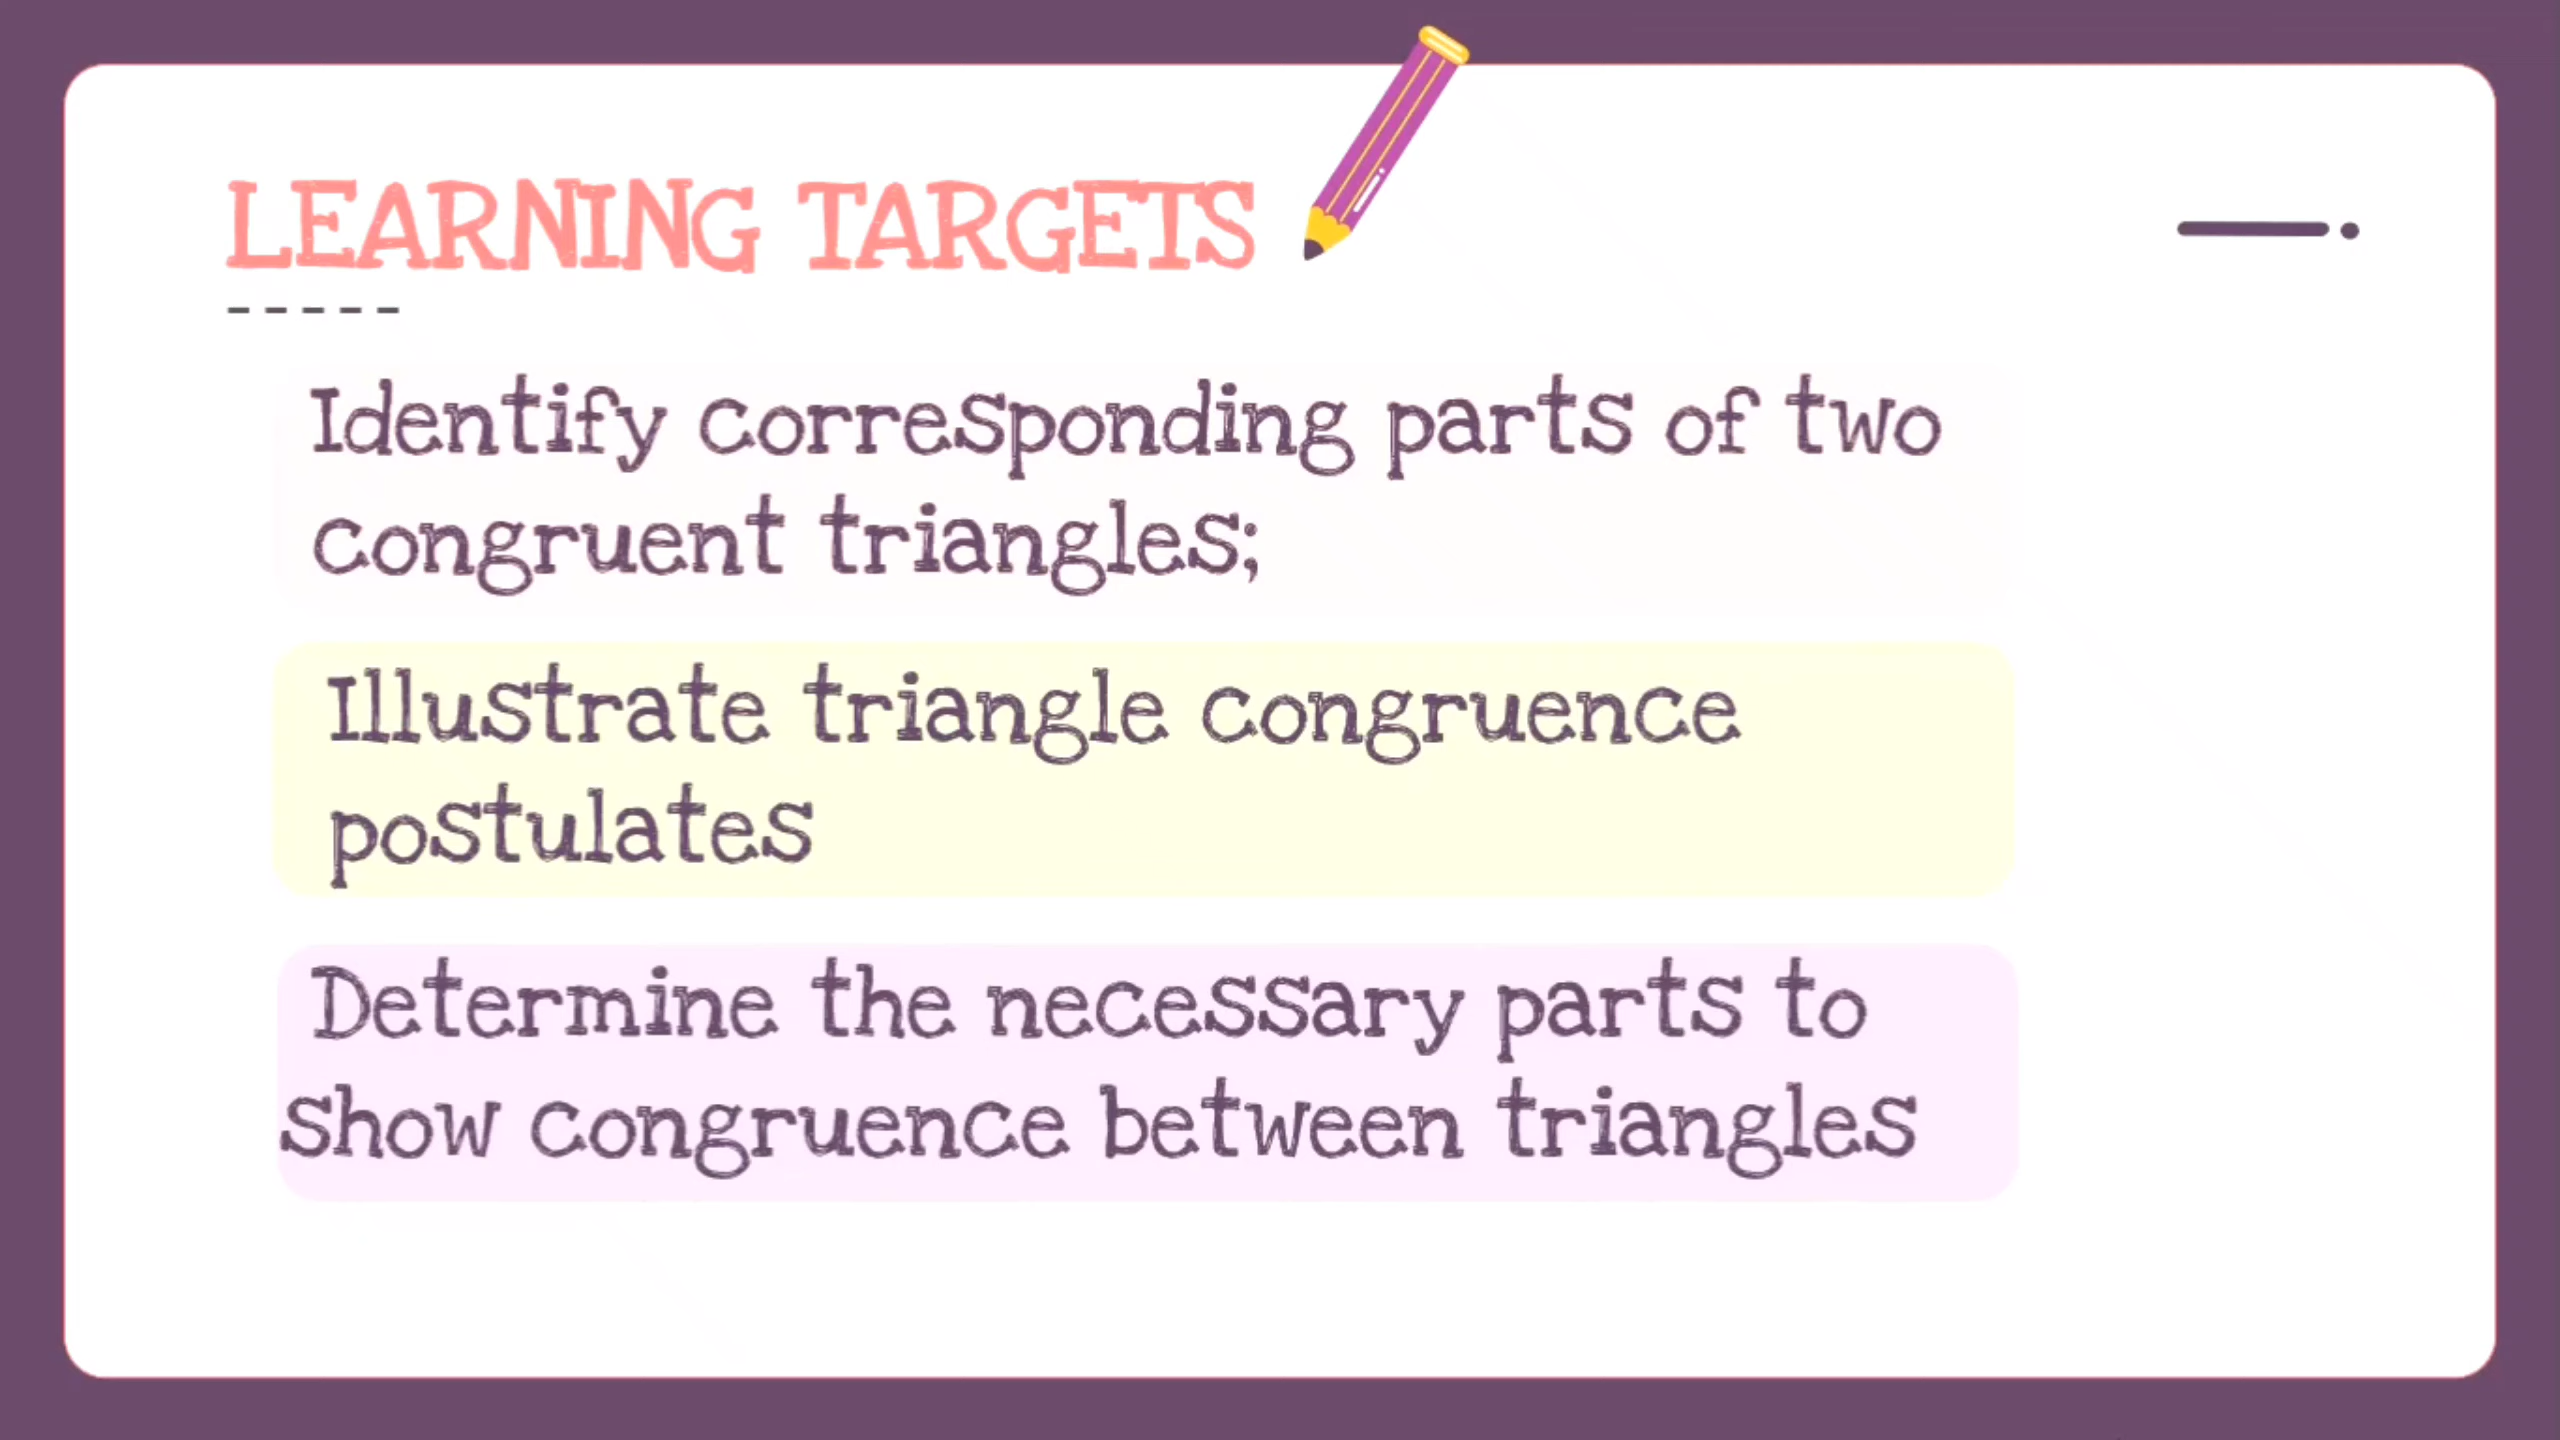 LEARNING TARGETS
Identify corresponding parts of two
congruent triangles;
Illustrate triangle congruence
postulates
Determine the necessary parts to
show congruence between triangles